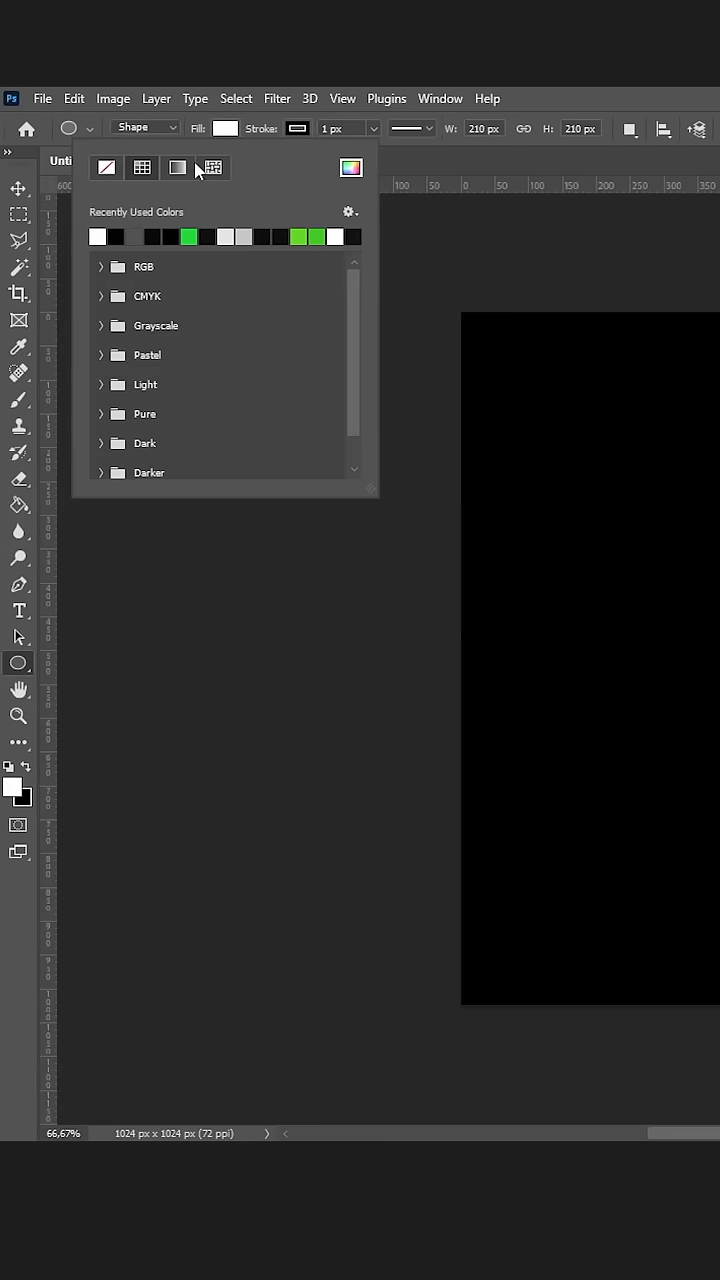 Ps File Edit Image Layer Type Select Filter 3D View Plugins Window Help
Shape Fill: Stroke: 1 px W: 210 px H: 210 px
Unti
600 100 50 0 50 100 150 200 250 300 350
Recently Used Colors
RGB
CMYK
Grayscale
Pastel
Light
Pure
Dark
Darker
T
66,67% 1024 px x 1024 px (72 ppi)